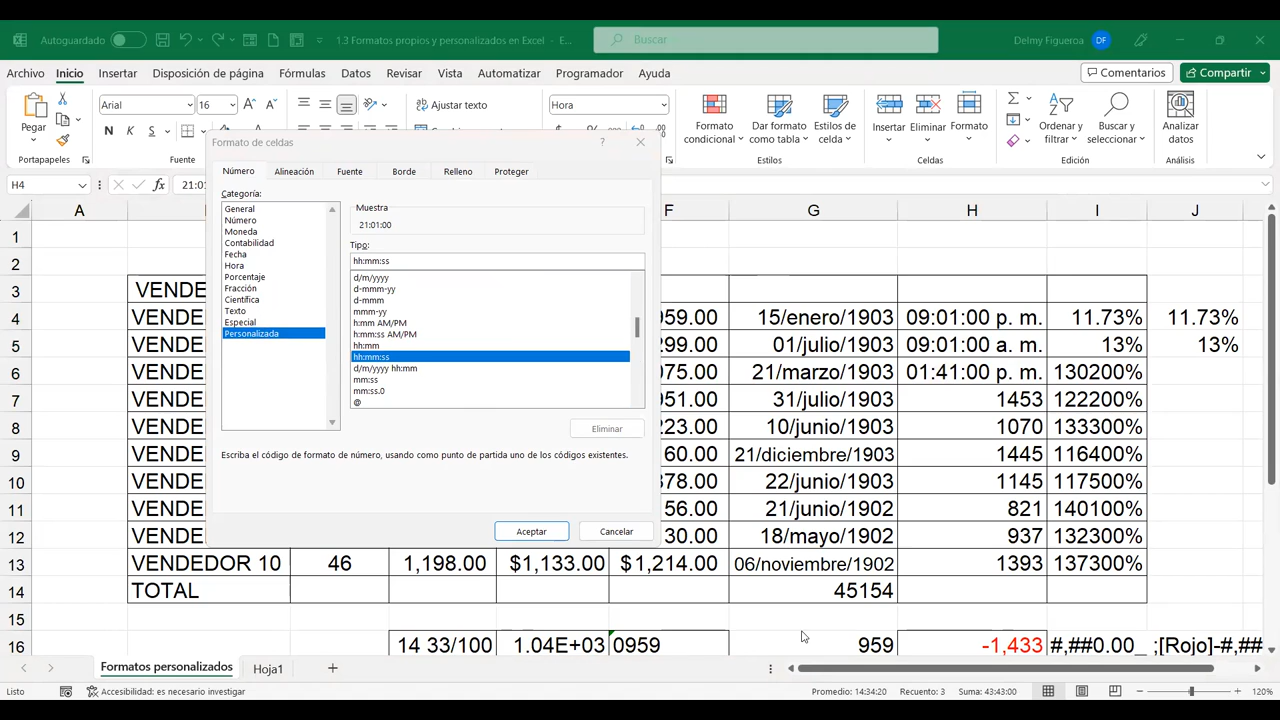 Autoguardado
1.3 Formatos propios y personalizados en Excel - E...
Buscar
Delmy Figueroa DF
Archivo Inicio Insertar Disposición de página Fórmulas Datos Revisar Vista Automatizar Programador Ayuda
Comentarios
Compartir
Pegar
Portapapeles
Arial 16
N K S
Fuente
Ajustar texto
Hora
Formato condicional
Dar formato como tabla
Estilos de celda
Estilos
Insertar Eliminar Formato
Celdas
Ordenar y filtrar
Buscar y seleccionar
Edición
Analizar datos
Análisis
H4
fx
21:01
Formato de celdas
Número Alineación Fuente Borde Relleno Proteger
Categoría:
General
Número
Moneda
Contabilidad
Fecha
Hora
Porcentaje
Fracción
Científica
Texto
Especial
Personalizada
Muestra
21:01:00
Tipo:
hh:mm:ss
d/m/yyyy
d-mmm-yy
d-mmm
mmm-yy
h:mm AM/PM
h:mm:ss AM/PM
hh:mm
hh:mm:ss
d/m/yyyy hh:mm
mm:ss
mm:ss.0
@
Eliminar
Escriba el código de formato de número, usando como punto de partida uno de los códigos existentes.
Aceptar Cancelar
A F G H I J
1
2
3 VENDE
4 VENDE 959.00 15/enero/1903 09:01:00 p. m. 11.73% 11.73%
5 VENDE 299.00 01/julio/1903 09:01:00 a. m. 13% 13%
6 VENDE 075.00 21/marzo/1903 01:41:00 p. m. 130200%
7 VENDE 951.00 31/julio/1903 1453 122200%
8 VENDE 223.00 10/junio/1903 1070 133300%
9 VENDE 60.00 21/diciembre/1903 1445 116400%
10 VENDE 378.00 22/junio/1903 1145 117500%
11 VENDE 56.00 21/junio/1902 821 140100%
12 VENDE 30.00 18/mayo/1902 937 132300%
13 VENDEDOR 10 46 1,198.00 $1,133.00 $1,214.00 06/noviembre/1902 1393 137300%
14 TOTAL 45154
15
16 14 33/100 1.04E+03 0959 959 -1,433 #,##0.00_ ;[Rojo]-#,##
Formatos personalizados Hoja1
Listo
Accesibilidad: es necesario investigar
Promedio: 14:34:20 Recuento: 3 Suma: 43:43:00
120%